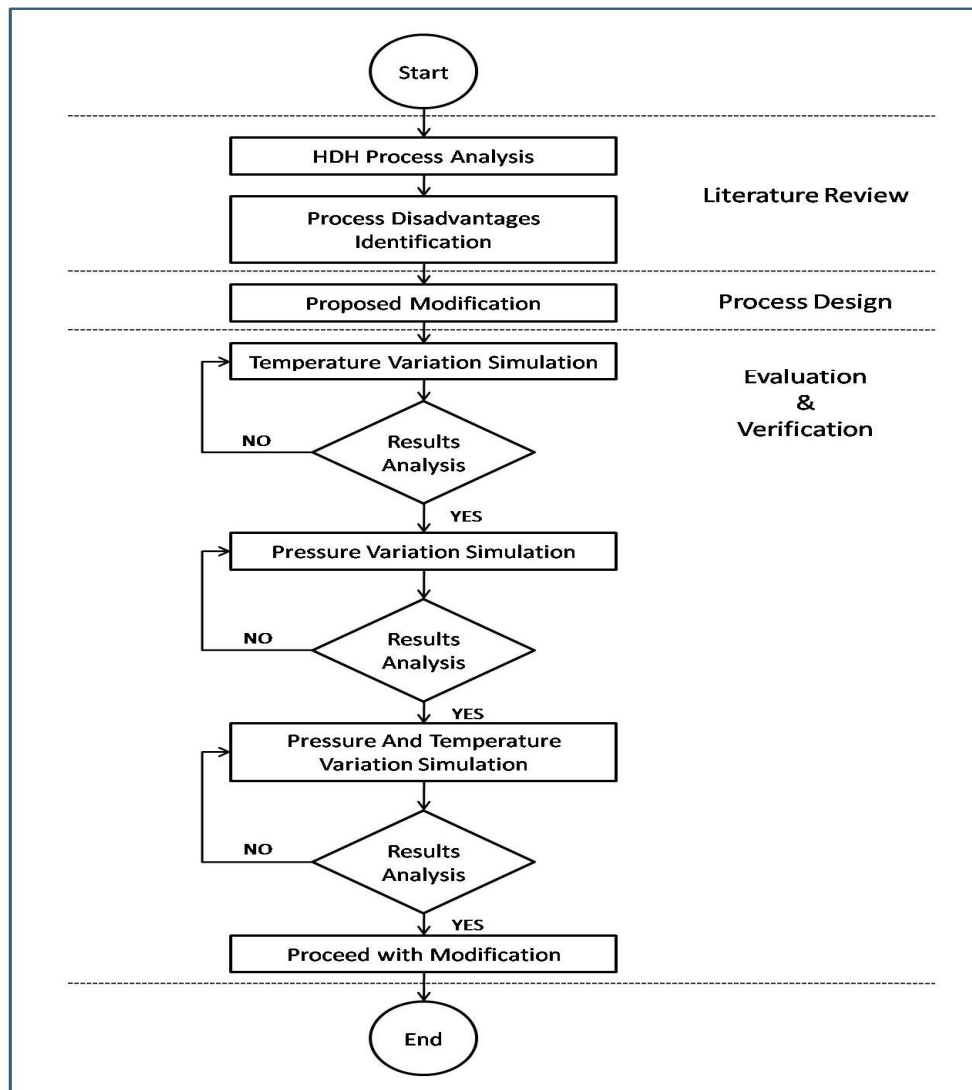 Start
HDH Process Analysis
Process Disadvantages
Identification
Literature Review
Proposed Modification
Process Design
Temperature Variation Simulation
Evaluation
&
Verification
NO
Results
Analysis
YES
Pressure Variation Simulation
NO
Results
Analysis
YES
Pressure And Temperature
Variation Simulation
NO
Results
Analysis
YES
Proceed with Modification
End